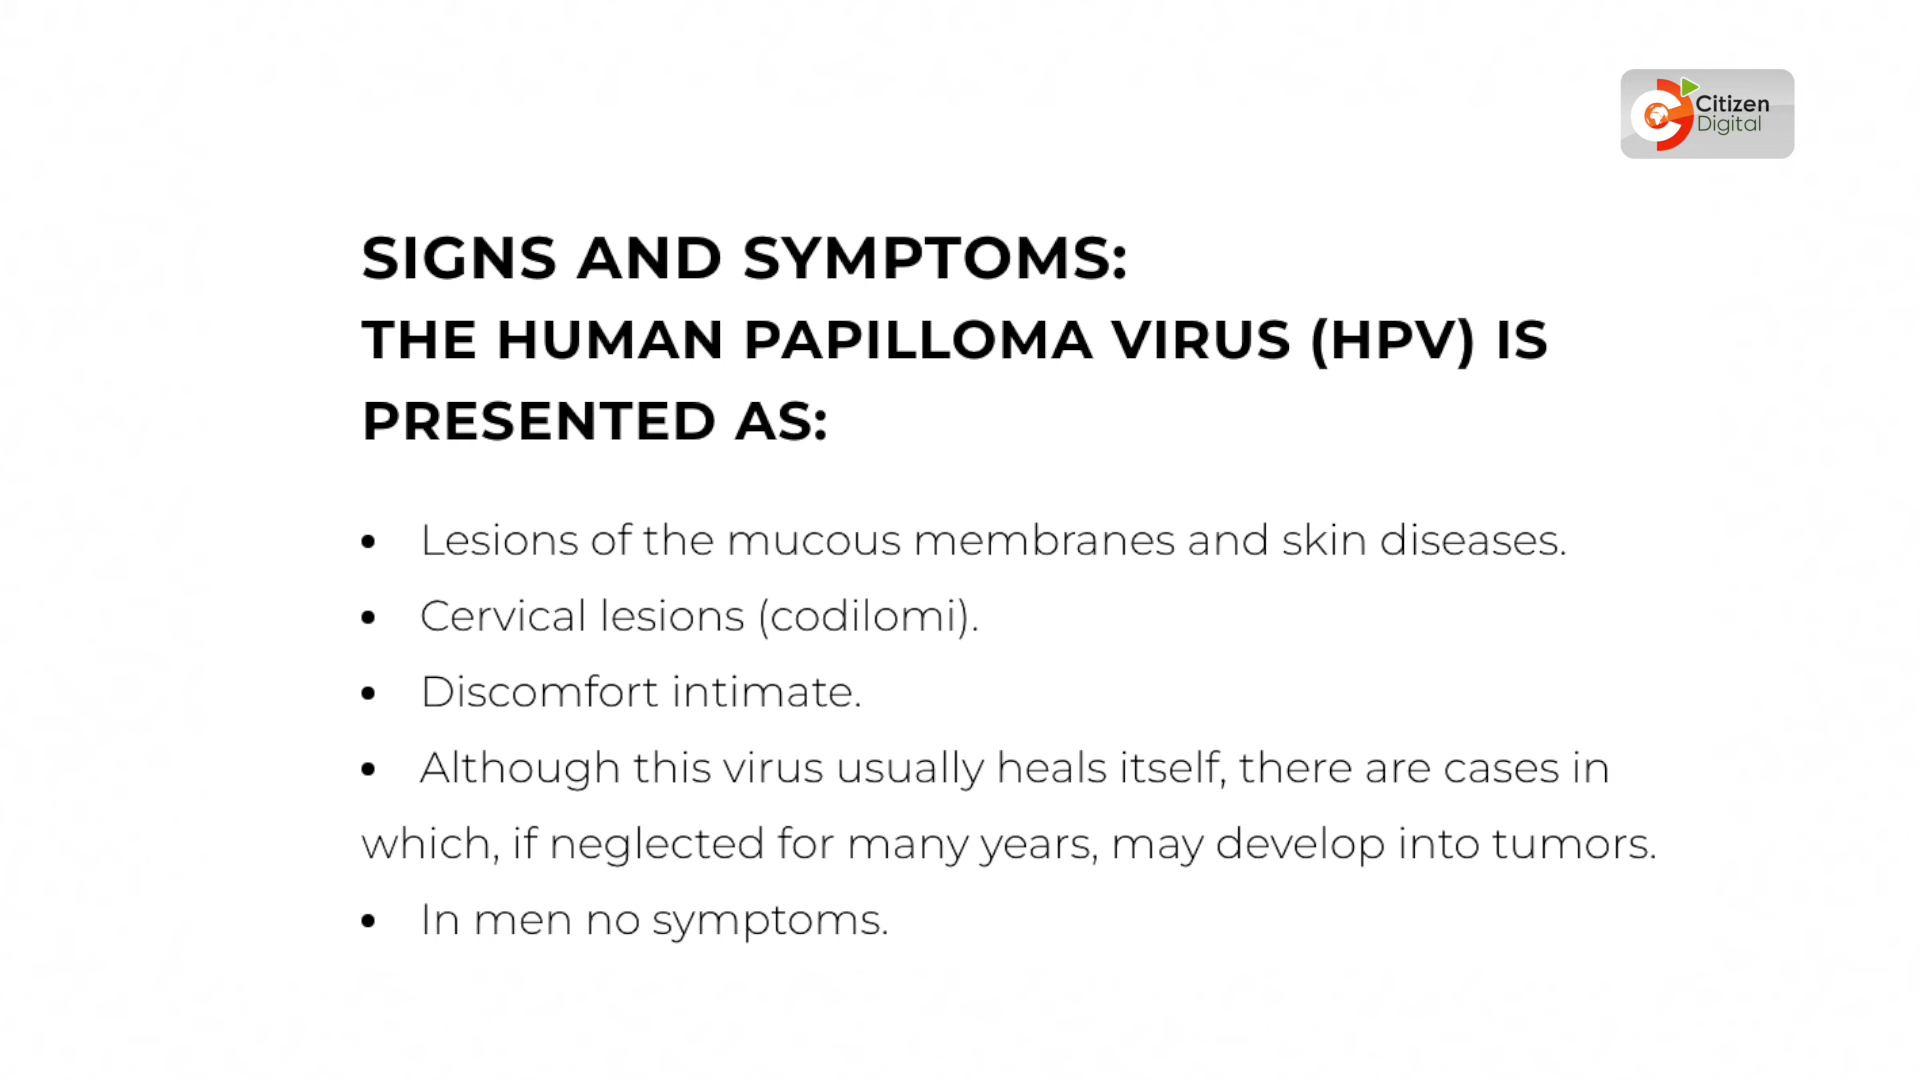 Citizen
Digital
SIGNS AND SYMPTOMS:
THE HUMAN PAPILLOMA VIRUS (HPV) IS
PRESENTED AS:
• Lesions of the mucous membranes and skin diseases.
• Cervical lesions (codilomi).
• Discomfort intimate.
• Although this virus usually heals itself, there are cases in
which, if neglected for many years, may develop into tumors.
• In men no symptoms.